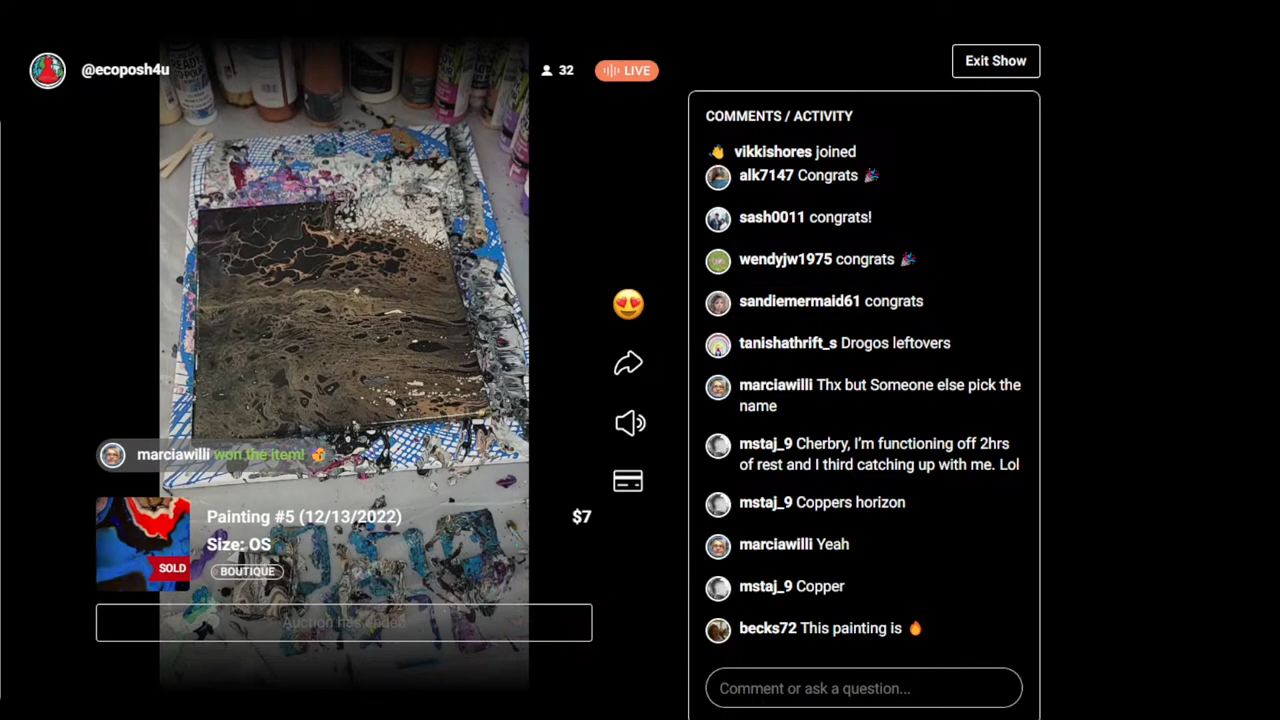 @ecoposh4u
32
LIVE
Exit Show
COMMENTS / ACTIVITY
vikkishores joined
alk7147 Congrats 🎉
sash0011 congrats!
wendyjw1975 congrats 🎉
sandiemermaid61 congrats
tanishathrift_s Drogos leftovers
marciawilli Thx but Someone else pick the
name
mstaj_9 Cherbry, I'm functioning off 2hrs
of rest and I third catching up with me. Lol
mstaj_9 Coppers horizon
marciawilli Yeah
mstaj_9 Copper
becks72 This painting is 🔥
Comment or ask a question...
marciawilli won the item!
Painting #5 (12/13/2022)
$7
Size: OS
SOLD
BOUTIQUE
Auction has ended